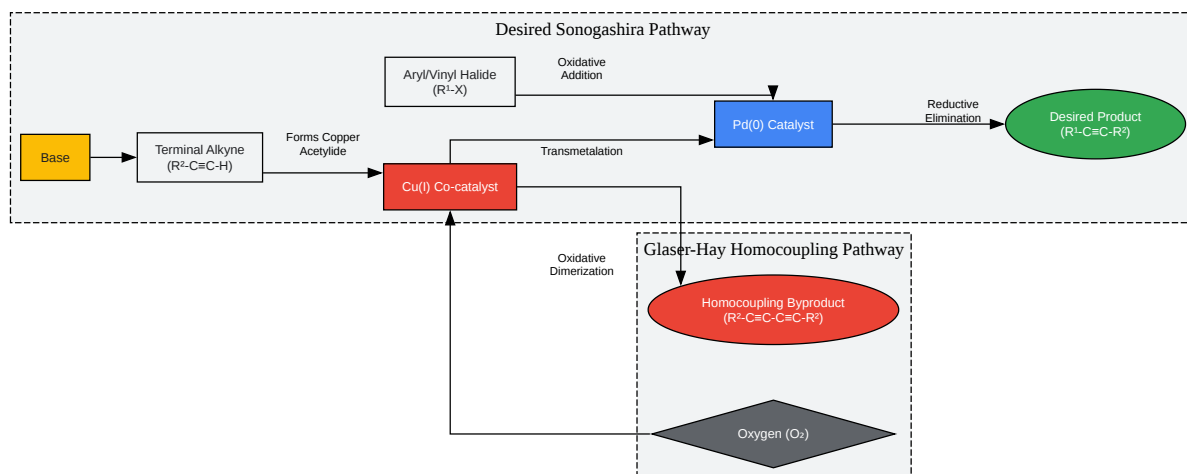 Desired Sonogashira Pathway
Aryl/Vinyl Halide
(R¹-X)
Oxidative
Addition
Pd(0) Catalyst
Reductive
Elimination
Desired Product
(R¹-C≡C-R²)
Base
Terminal Alkyne
(R²-C≡C-H)
Forms Copper
Acetylide
Cu(I) Co-catalyst
Transmetalation
Glaser-Hay Homocoupling Pathway
Oxidative
Dimerization
Homocoupling Byproduct
(R²-C≡C-C≡C-R²)
Oxygen (O₂)